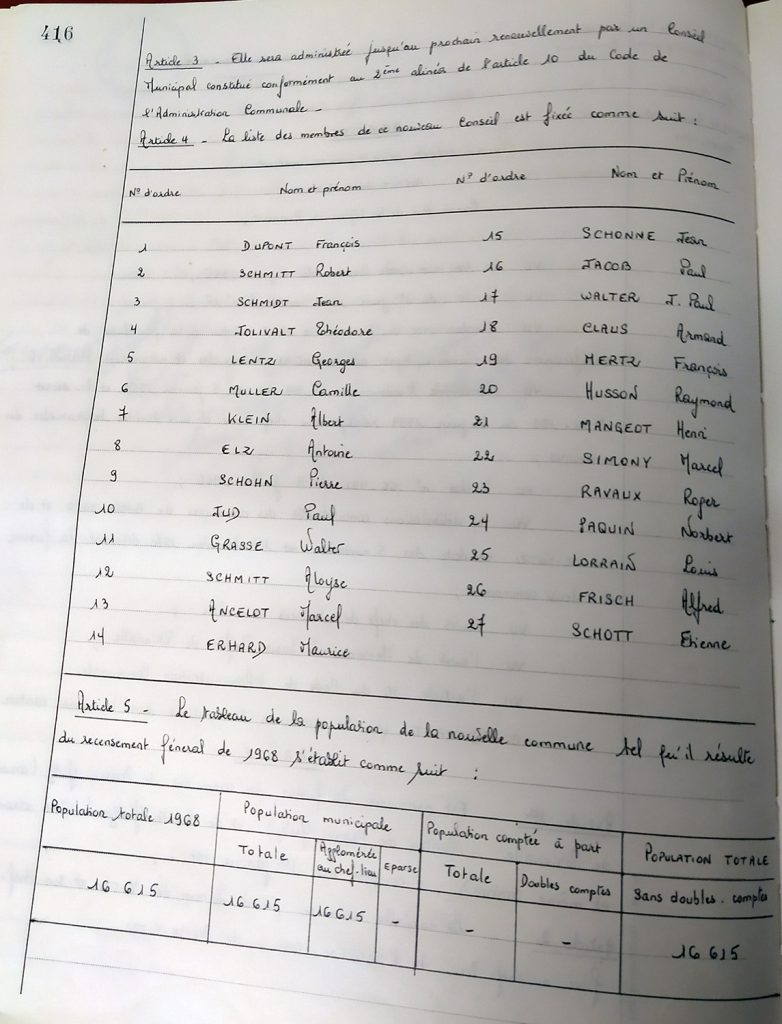 416
Article 3 - Elle sera administrée jusqu'au prochain renouvellement par un Conseil
Municipal constitué conformément au 2ème alinéa de l'article 10 du Code de
l'Administration Communale -
Article 4 - La liste des membres de ce nouveau Conseil est fixée comme suit :
N° d'ordre Nom et prénom N° d'ordre Nom et Prénom
1 DUPONT François 15 SCHONNE Jean
2 SCHMITT Robert 16 JACOB Paul
3 SCHMIDT Jean 17 WALTER J. Paul
4 JOLIVALT Théodore 18 CLAUS Armand
5 LENTZ Georges 19 HERTZ François
6 MULLER Camille 20 HUSSON Raymond
7 KLEIN Albert 21 MANGEOT Henri
8 ELZ Antoine 22 SIMONY Marcel
9 SCHOHN Pierre 23 RAVAUX Roger
10 JUD Paul 24 PAQUIN Norbert
11 GRASSE Walter 25 LORRAIN Louis
12 SCHMITT Aloyse 26 FRISCH Alfred
13 ANCELOT Marcel 27 SCHOTT Etienne
14 ERHARD Maurice
Article 5 - Le tableau de la population de la nouvelle commune tel qu'il résulte
du recensement général de 1968 s'établit comme suit :
Population totale 1968 Population municipale Population comptée à part POPULATION TOTALE
Totale Agglomérée au chef-lieu Eparse Totale Doubles comptes Sans doubles. comptes
16 615 16 615 16 615 - - - 16 615